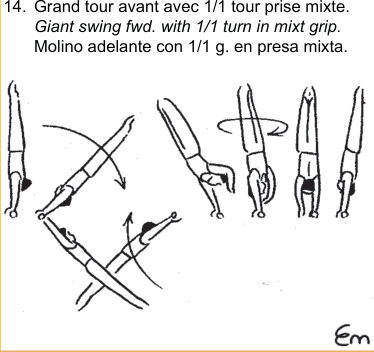 14. Grand tour avant avec 1/1 tour prise mixte.
Giant swing fwd. with 1/1 turn in mixt grip.
Molino adelante con 1/1 g. en presa mixta.
Em